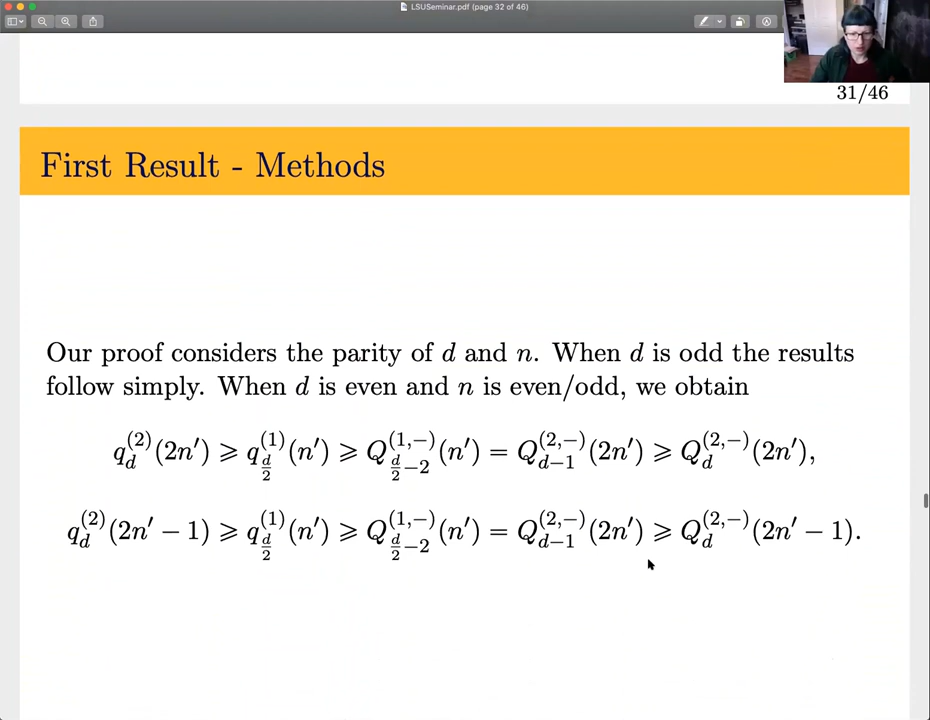 LSUSeminar.pdf (page 32 of 46)
31/46
First Result - Methods
Our proof considers the parity of d and n. When d is odd the results
follow simply. When d is even and n is even/odd, we obtain
q_d^{(2)}(2n′) ⩾ q_{d/2}^{(1)}(n′) ⩾ Q_{d/2−2}^{(1,−)}(n′) = Q_{d−1}^{(2,−)}(2n′) ⩾ Q_d^{(2,−)}(2n′),
q_d^{(2)}(2n′ − 1) ⩾ q_{d/2}^{(1)}(n′) ⩾ Q_{d/2−2}^{(1,−)}(n′) = Q_{d−1}^{(2,−)}(2n′) ⩾ Q_d^{(2,−)}(2n′ − 1).